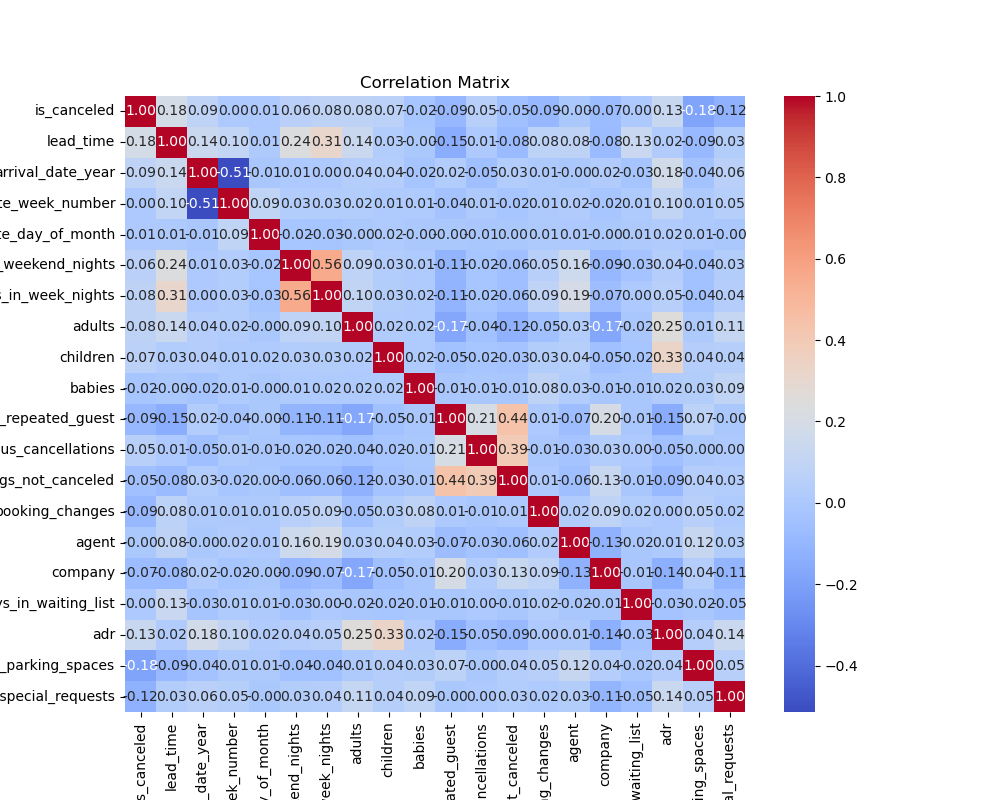 Correlation Matrix
is_canceled 1.00 0.18 0.09 0.00 0.01 0.06 0.08 0.08 0.07 -0.02 -0.09 0.05 -0.05 -0.09 -0.00 -0.07 0.00 0.13 -0.18 -0.12
lead_time 0.18 1.00 0.14 0.10 0.01 0.24 0.31 0.14 0.03 -0.00 -0.15 0.01 -0.08 0.08 0.08 -0.08 0.13 0.02 -0.09 0.03
arrival_date_year 0.09 0.14 1.00 -0.51 -0.01 0.01 0.00 0.04 0.04 -0.02 0.02 -0.05 0.03 0.01 -0.00 0.02 -0.03 0.18 -0.04 0.06
te_week_number 0.00 0.10 -0.51 1.00 0.09 0.03 0.03 0.02 0.01 0.01 -0.04 0.01 -0.02 0.01 0.02 -0.02 0.01 0.10 0.01 0.05
te_day_of_month 0.01 0.01 -0.01 0.09 1.00 -0.02 -0.03 -0.00 0.02 -0.00 -0.00 -0.01 0.00 0.01 0.01 -0.00 0.01 0.02 0.01 -0.00
_weekend_nights 0.06 0.24 0.01 0.03 -0.02 1.00 0.56 0.09 0.03 0.01 -0.11 -0.02 -0.06 0.05 0.16 -0.09 -0.03 0.04 -0.04 0.03
s_in_week_nights 0.08 0.31 0.00 0.03 -0.03 0.56 1.00 0.10 0.03 0.02 -0.11 -0.02 -0.06 0.09 0.19 -0.07 0.00 0.05 -0.04 0.04
adults 0.08 0.14 0.04 0.02 -0.00 0.09 0.10 1.00 0.02 0.02 -0.17 -0.04 -0.12 -0.05 0.03 -0.17 -0.02 0.25 0.01 0.11
children 0.07 0.03 0.04 0.01 0.02 0.03 0.03 0.02 1.00 0.02 -0.05 -0.02 -0.03 0.03 0.04 -0.05 -0.02 0.33 0.04 0.04
babies -0.02 -0.00 -0.02 0.01 -0.00 0.01 0.02 0.02 0.02 1.00 -0.01 -0.01 -0.01 0.08 0.03 -0.01 -0.01 0.02 0.03 0.09
_repeated_guest -0.09 -0.15 0.02 -0.04 -0.00 -0.11 -0.11 -0.17 -0.05 -0.01 1.00 0.21 0.44 0.01 -0.07 0.20 -0.01 -0.15 0.07 -0.00
us_cancellations 0.05 0.01 -0.05 0.01 -0.01 -0.02 -0.02 -0.04 -0.02 -0.01 0.21 1.00 0.39 -0.01 -0.03 0.03 0.00 -0.05 -0.00 0.00
gs_not_canceled -0.05 -0.08 0.03 -0.02 0.00 -0.06 -0.06 -0.12 -0.03 -0.01 0.44 0.39 1.00 0.01 -0.06 0.13 -0.01 -0.09 0.04 0.03
booking_changes -0.09 0.08 0.01 0.01 0.01 0.05 0.09 -0.05 0.03 0.08 0.01 -0.01 0.01 1.00 0.02 0.09 -0.02 0.00 0.05 0.02
agent -0.00 0.08 -0.00 0.02 0.01 0.16 0.19 0.03 0.04 0.03 -0.07 -0.03 -0.06 0.02 1.00 -0.13 -0.02 0.01 0.12 0.03
company -0.07 -0.08 0.02 -0.02 -0.00 -0.09 -0.07 -0.17 -0.05 -0.01 0.20 0.03 0.13 0.09 -0.13 1.00 -0.01 -0.14 0.04 -0.11
ys_in_waiting_list 0.00 0.13 -0.03 0.01 0.01 -0.03 0.00 -0.02 -0.02 -0.01 -0.01 0.00 -0.01 -0.02 -0.02 -0.01 1.00 -0.03 -0.02 -0.05
adr 0.13 0.02 0.18 0.10 0.02 0.04 0.05 0.25 0.33 0.02 -0.15 -0.05 -0.09 0.00 0.01 -0.14 -0.03 1.00 0.04 0.14
_parking_spaces -0.18 -0.09 -0.04 0.01 0.01 -0.04 -0.04 0.01 0.04 0.03 0.07 -0.00 0.04 0.05 0.12 0.04 -0.02 0.04 1.00 0.05
special_requests -0.12 0.03 0.06 0.05 -0.00 0.03 0.04 0.11 0.04 0.09 -0.00 0.00 0.03 0.02 0.03 -0.11 -0.05 0.14 0.05 1.00
s_canceled
lead_time
_date_year
ek_number
y_of_month
end_nights
week_nights
adults
children
babies
ated_guest
ncellations
t_canceled
ng_changes
agent
company
waiting_list
adr
ing_spaces
al_requests
1.0
0.8
0.6
0.4
0.2
0.0
−0.2
−0.4